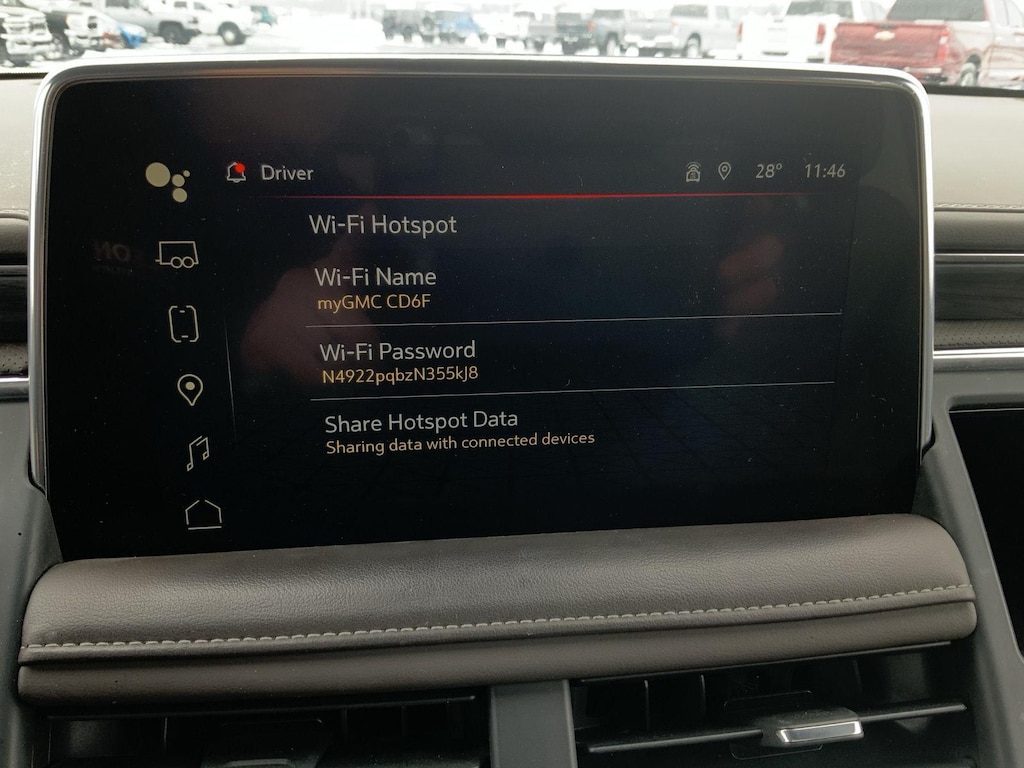 Driver 28° 11:46
Wi-Fi Hotspot
Wi-Fi Name
myGMC CD6F
Wi-Fi Password
N4922pqbzN355kJ8
Share Hotspot Data
Sharing data with connected devices